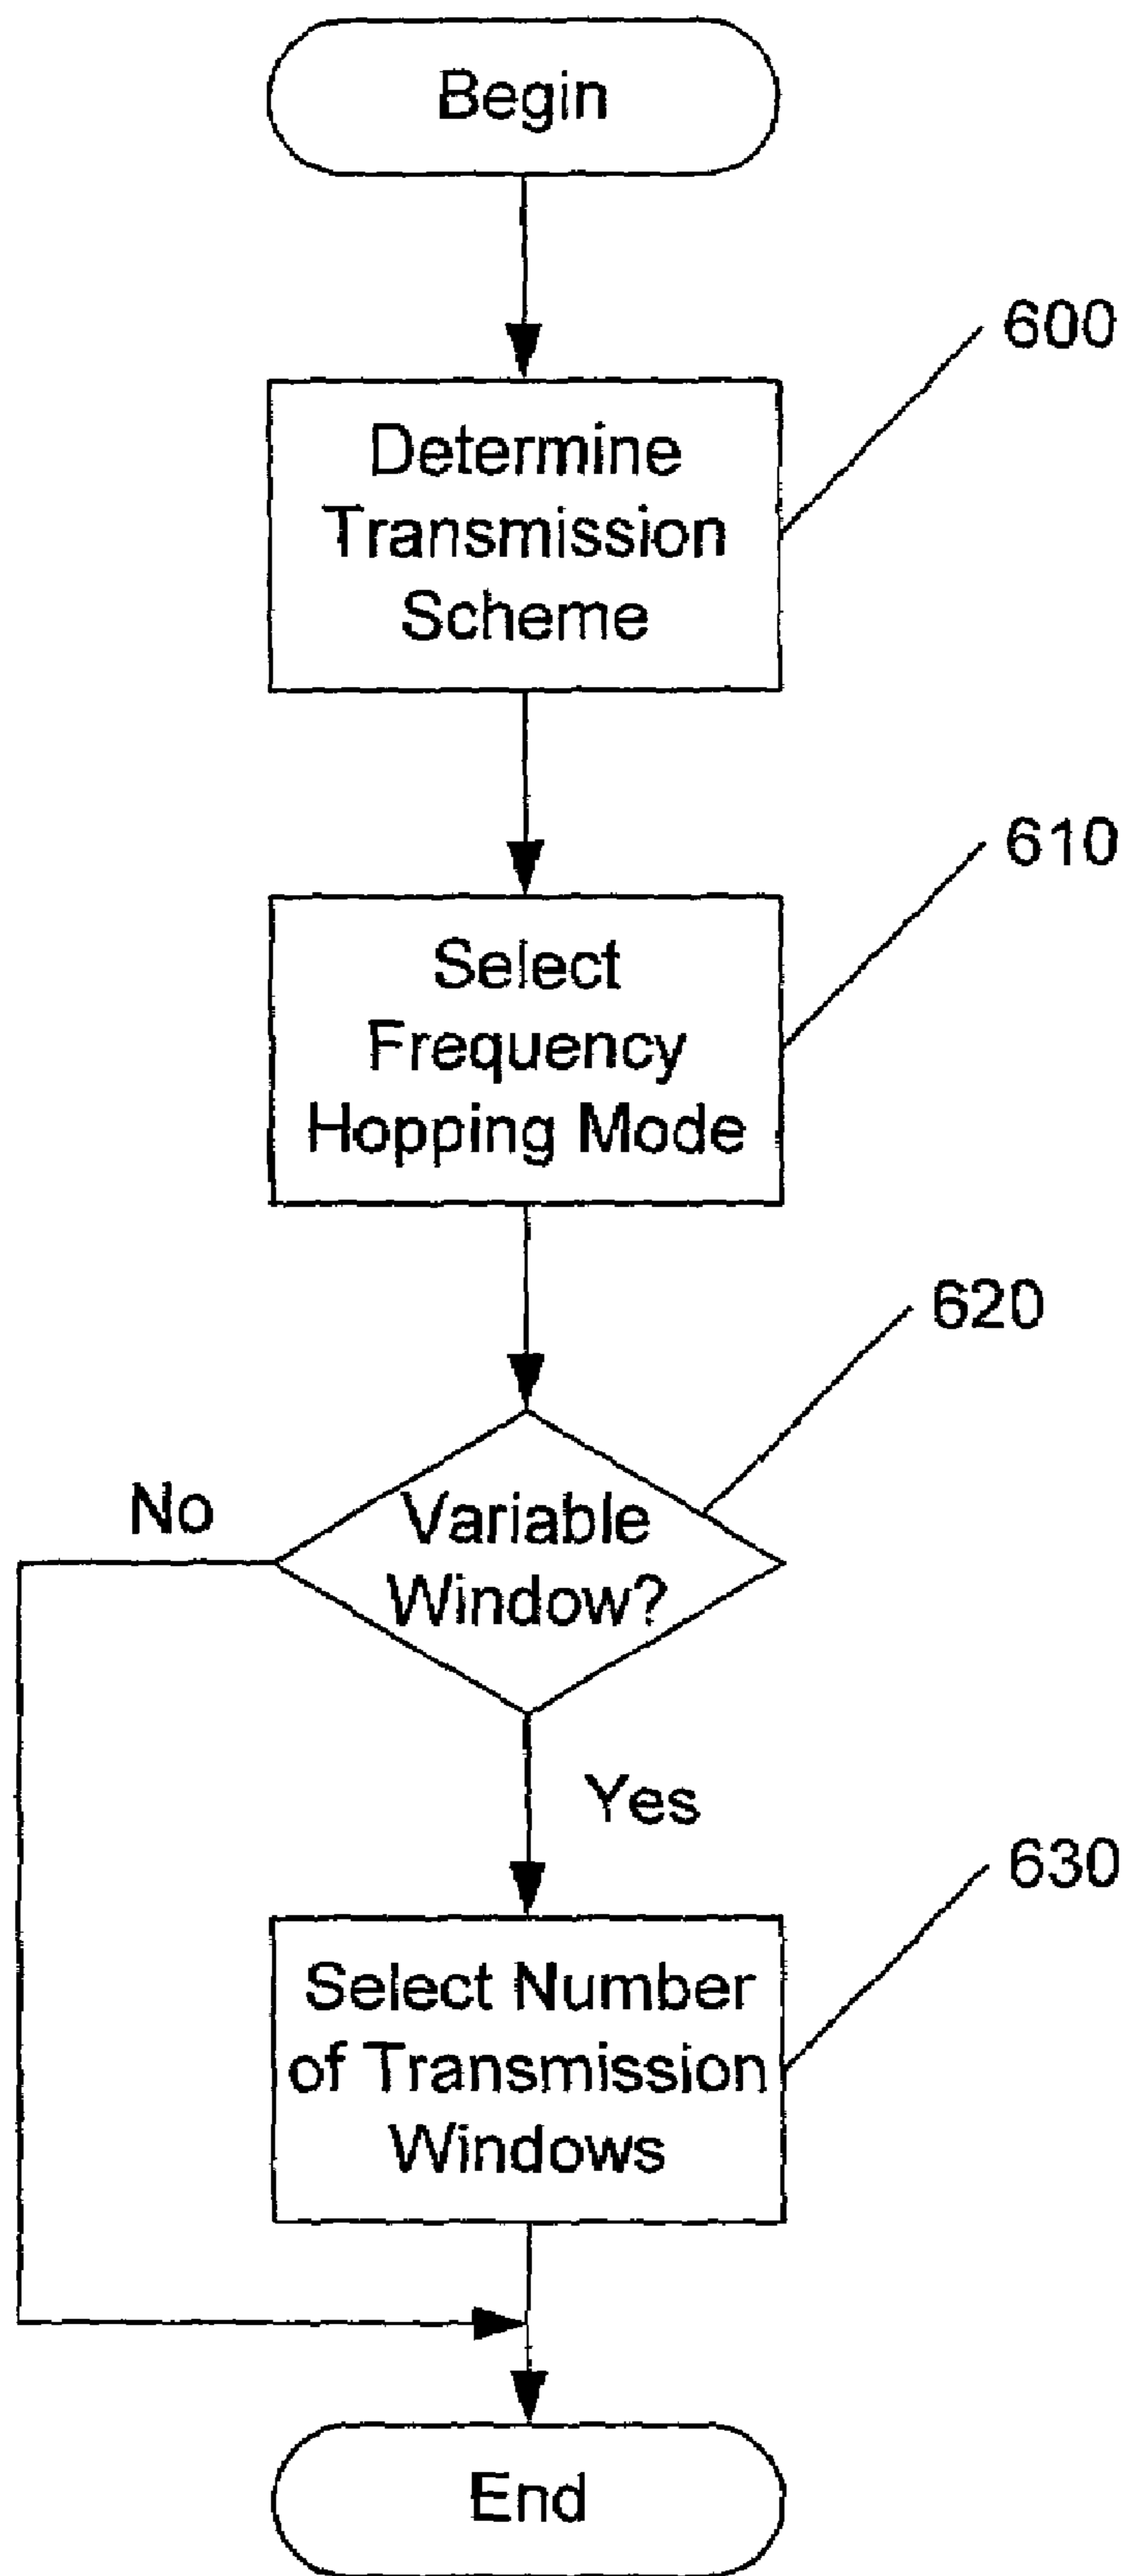 Begin
600
Determine
Transmission
Scheme
610
Select
Frequency
Hopping Mode
620
No
Variable
Window?
Yes
630
Select Number
of Transmission
Windows
End